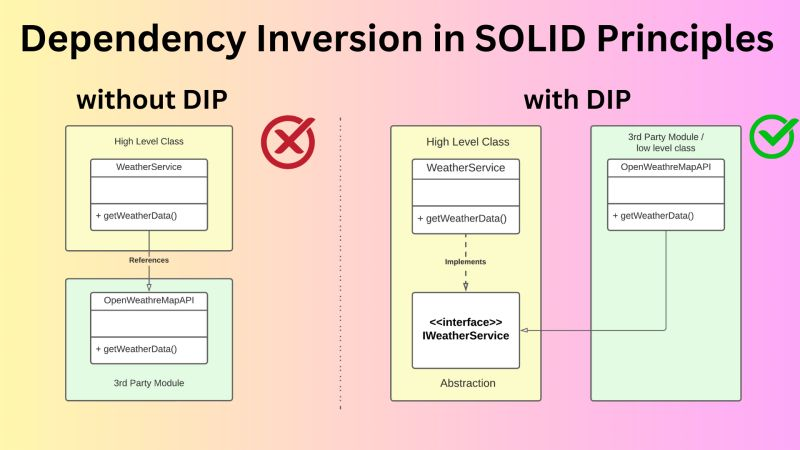 Dependency Inversion in SOLID Principles
without DIP
High Level Class
WeatherService
+ getWeatherData()
References
OpenWeathreMapAPI
+ getWeatherData()
3rd Party Module
with DIP
High Level Class
WeatherService
+ getWeatherData()
Implements
<<interface>>
IWeatherService
Abstraction
3rd Party Module /
low level class
OpenWeathreMapAPI
+ getWeatherData()